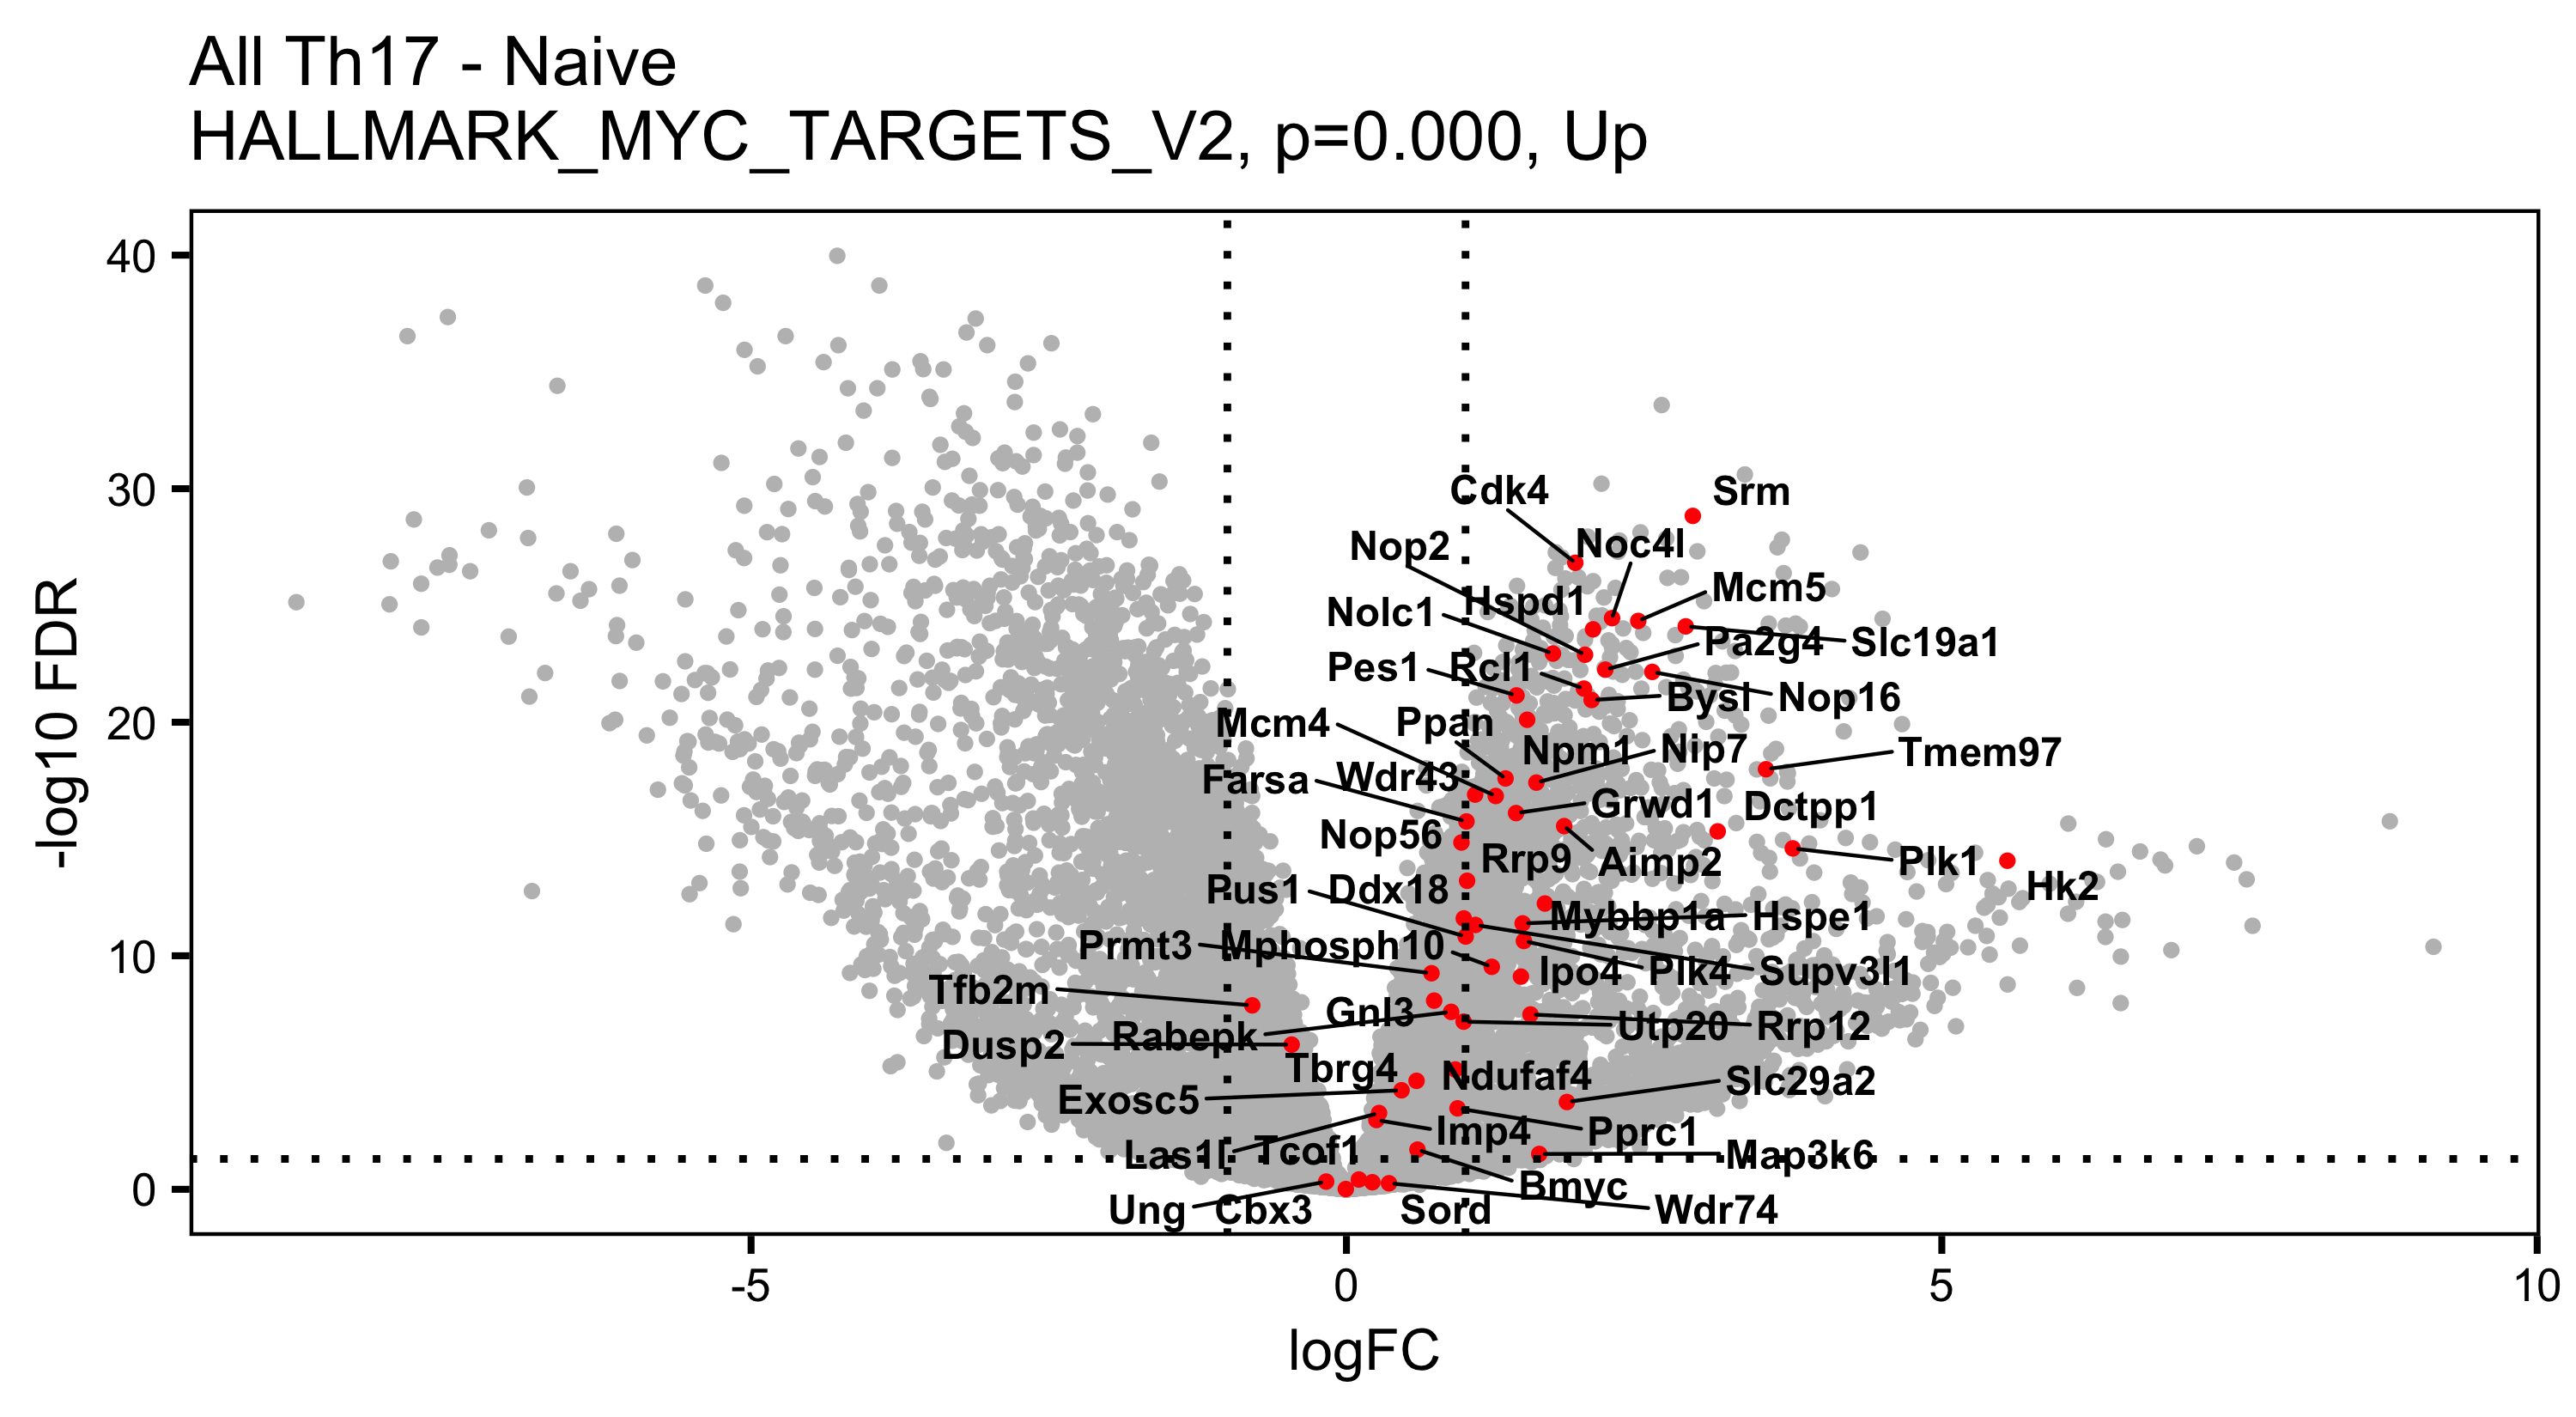 All Th17 - Naive
HALLMARK_MYC_TARGETS_V2, p=0.000, Up
-log10 FDR
40
30
20
10
0
Cdk4
Srm
Nop2
Noc4l
Nolc1
Hspd1
Mcm5
Pes1
Rcl1
Pa2g4
Slc19a1
Bysl
Nop16
Mcm4
Ppan
Npm1
Nip7
Tmem97
Farsa
Wdr43
Grwd1
Dctpp1
Nop56
Rrp9
Aimp2
Plk1
Hk2
Pus1
Ddx18
Mybbp1a
Hspe1
Prmt3
Mphosph10
Ipo4
Plk4
Supv3l1
Tfb2m
Gnl3
Dusp2
Rabepk
Utp20
Rrp12
Tbrg4
Ndufaf4
Slc29a2
Exosc5
Imp4
Pprc1
Las1l
Tcof1
Map3k6
Bmyc
Ung
Cbx3
Sord
Wdr74
-5
0
5
10
logFC